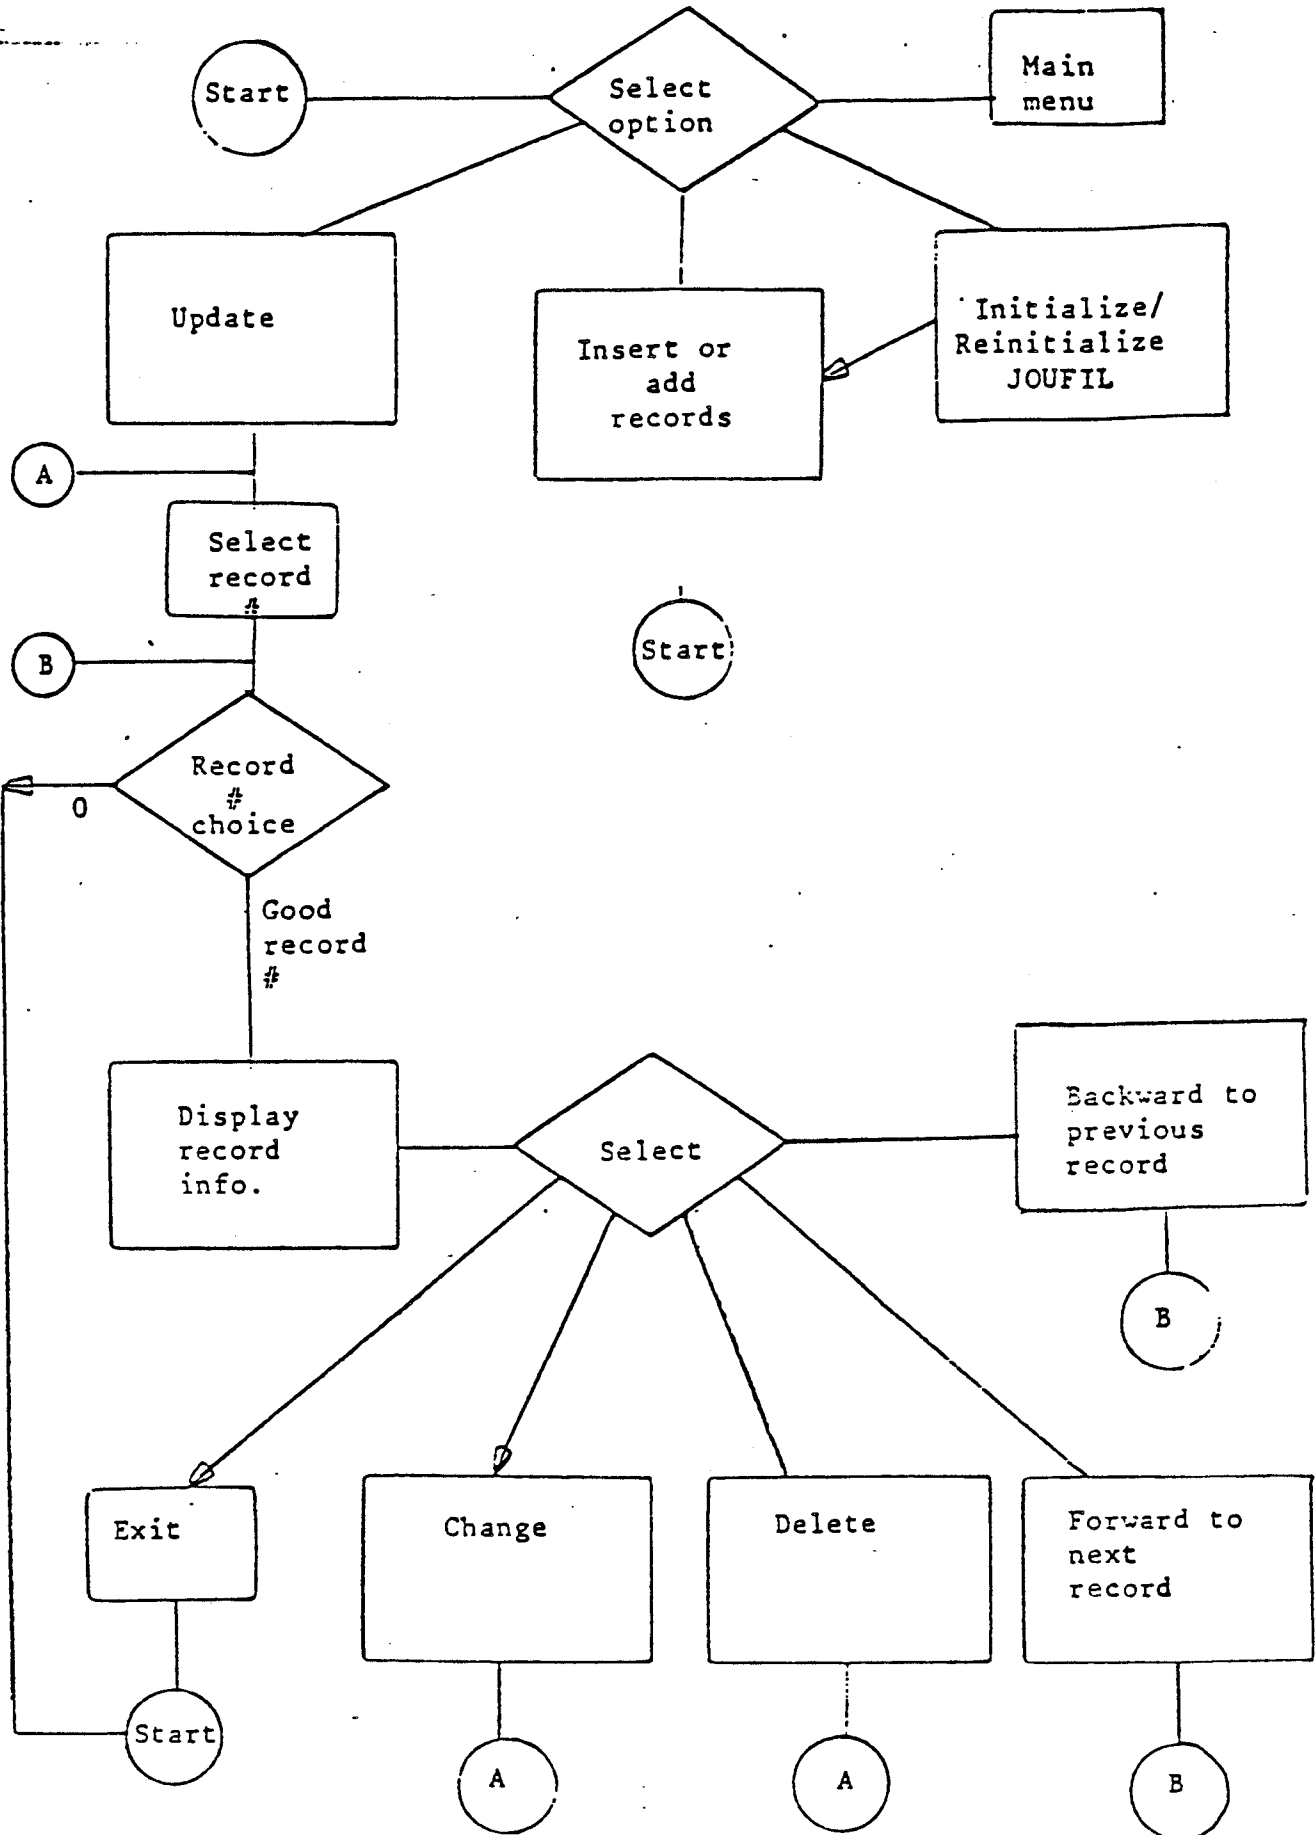 Start
Select
option
Main
menu
Update
Insert or
add
records
Initialize/
Reinitialize
JOUFIL
A
Select
record
#
Start
B
Record
#
choice
0
Good
record
#
Display
record
info.
Select
Backward to
previous
record
B
Exit
Change
Delete
Forward to
next
record
Start
A
A
B